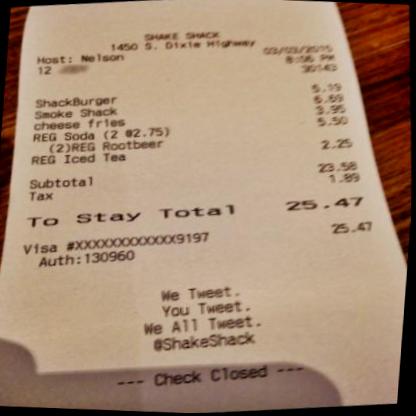 SHAKE SHACK
1450 S. Dixie Highway
Host: Nelson 03/03/2015
12 8:06 PM
30143
ShackBurger 5.19
Smoke Shack 6.69
cheese fries 3.95
REG Soda (2 @2.75) 5.50
(2)REG Rootbeer
REG Iced Tea 2.25
Subtotal 23.58
Tax 1.89
To Stay Total 25.47
Visa #XXXXXXXXXXXX9197 25.47
Auth:130960
We Tweet.
You Tweet.
We All Tweet.
@ShakeShack
--- Check Closed ---